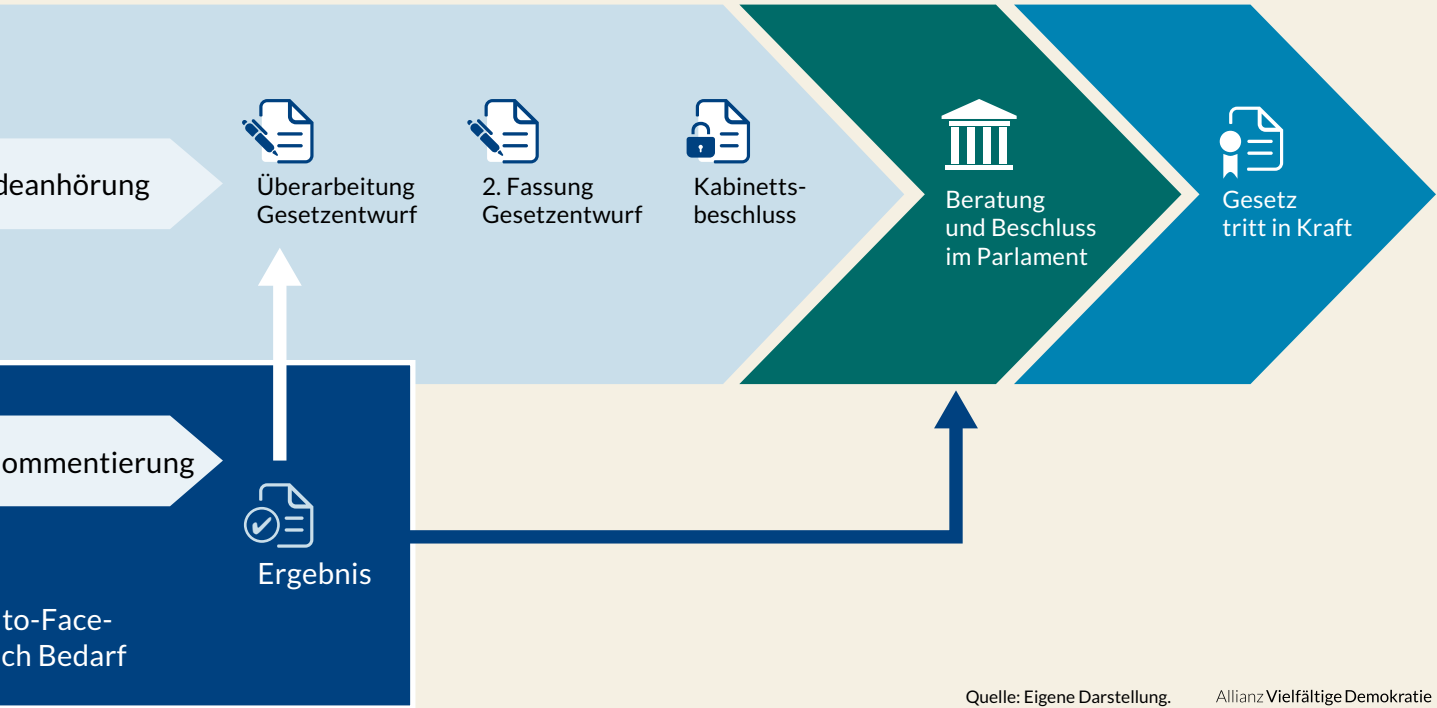 deanhörung
Überarbeitung
Gesetzentwurf
2. Fassung
Gesetzentwurf
Kabinetts-
beschluss
Beratung
und Beschluss
im Parlament
Gesetz
tritt in Kraft
ommentierung
Ergebnis
to-Face-
ch Bedarf
Quelle: Eigene Darstellung.
Allianz Vielfältige Demokratie